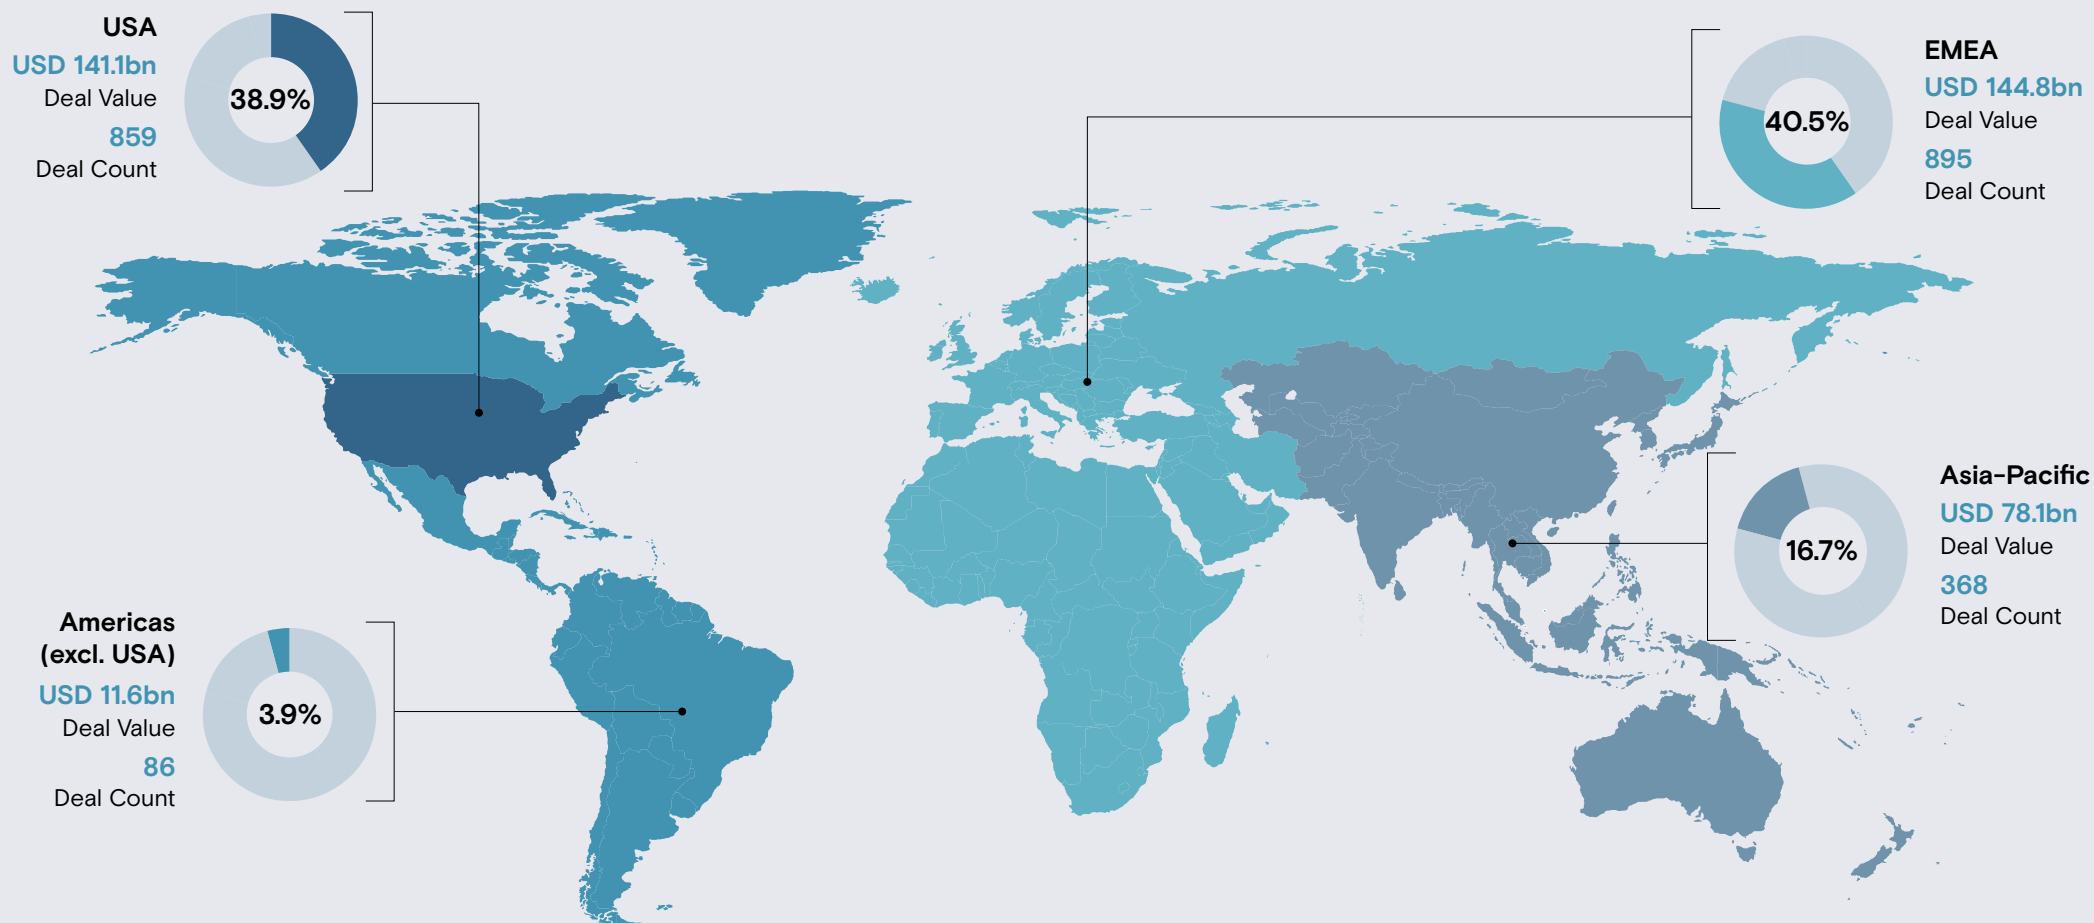 USA
USD 141.1bn
Deal Value
859
Deal Count
38.9%
EMEA
USD 144.8bn
Deal Value
895
Deal Count
40.5%
Asia-Pacific
USD 78.1bn
Deal Value
368
Deal Count
16.7%
Americas
(excl. USA)
USD 11.6bn
Deal Value
86
Deal Count
3.9%